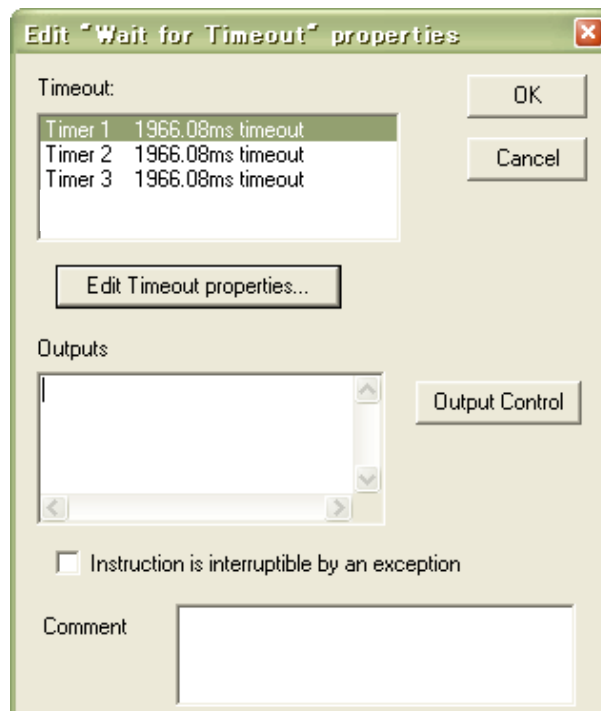 Edit "Wait for Timeout" properties
Timeout:
OK
Timer 1 1966.08ms timeout
Timer 2 1966.08ms timeout
Timer 3 1966.08ms timeout
Cancel
Edit Timeout properties...
Outputs
Output Control
Instruction is interruptible by an exception
Comment